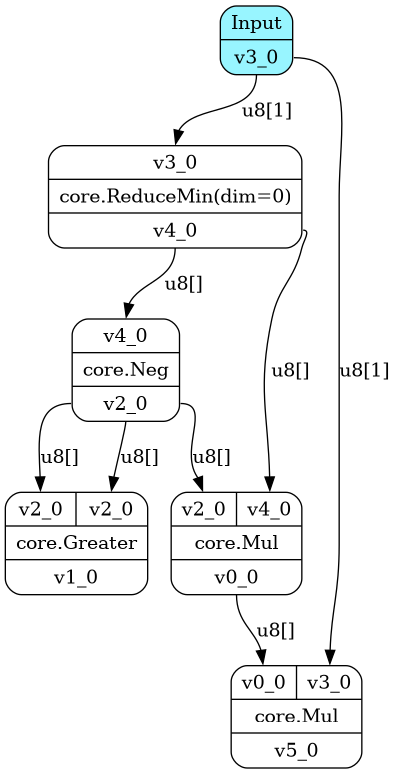 Input
v3_0
u8[1]
v3_0
core.ReduceMin(dim=0)
v4_0
u8[]
v4_0
core.Neg
v2_0
u8[]
u8[1]
u8[]
u8[]
u8[]
v2_0 v2_0
core.Greater
v1_0
v2_0 v4_0
core.Mul
v0_0
u8[]
v0_0 v3_0
core.Mul
v5_0